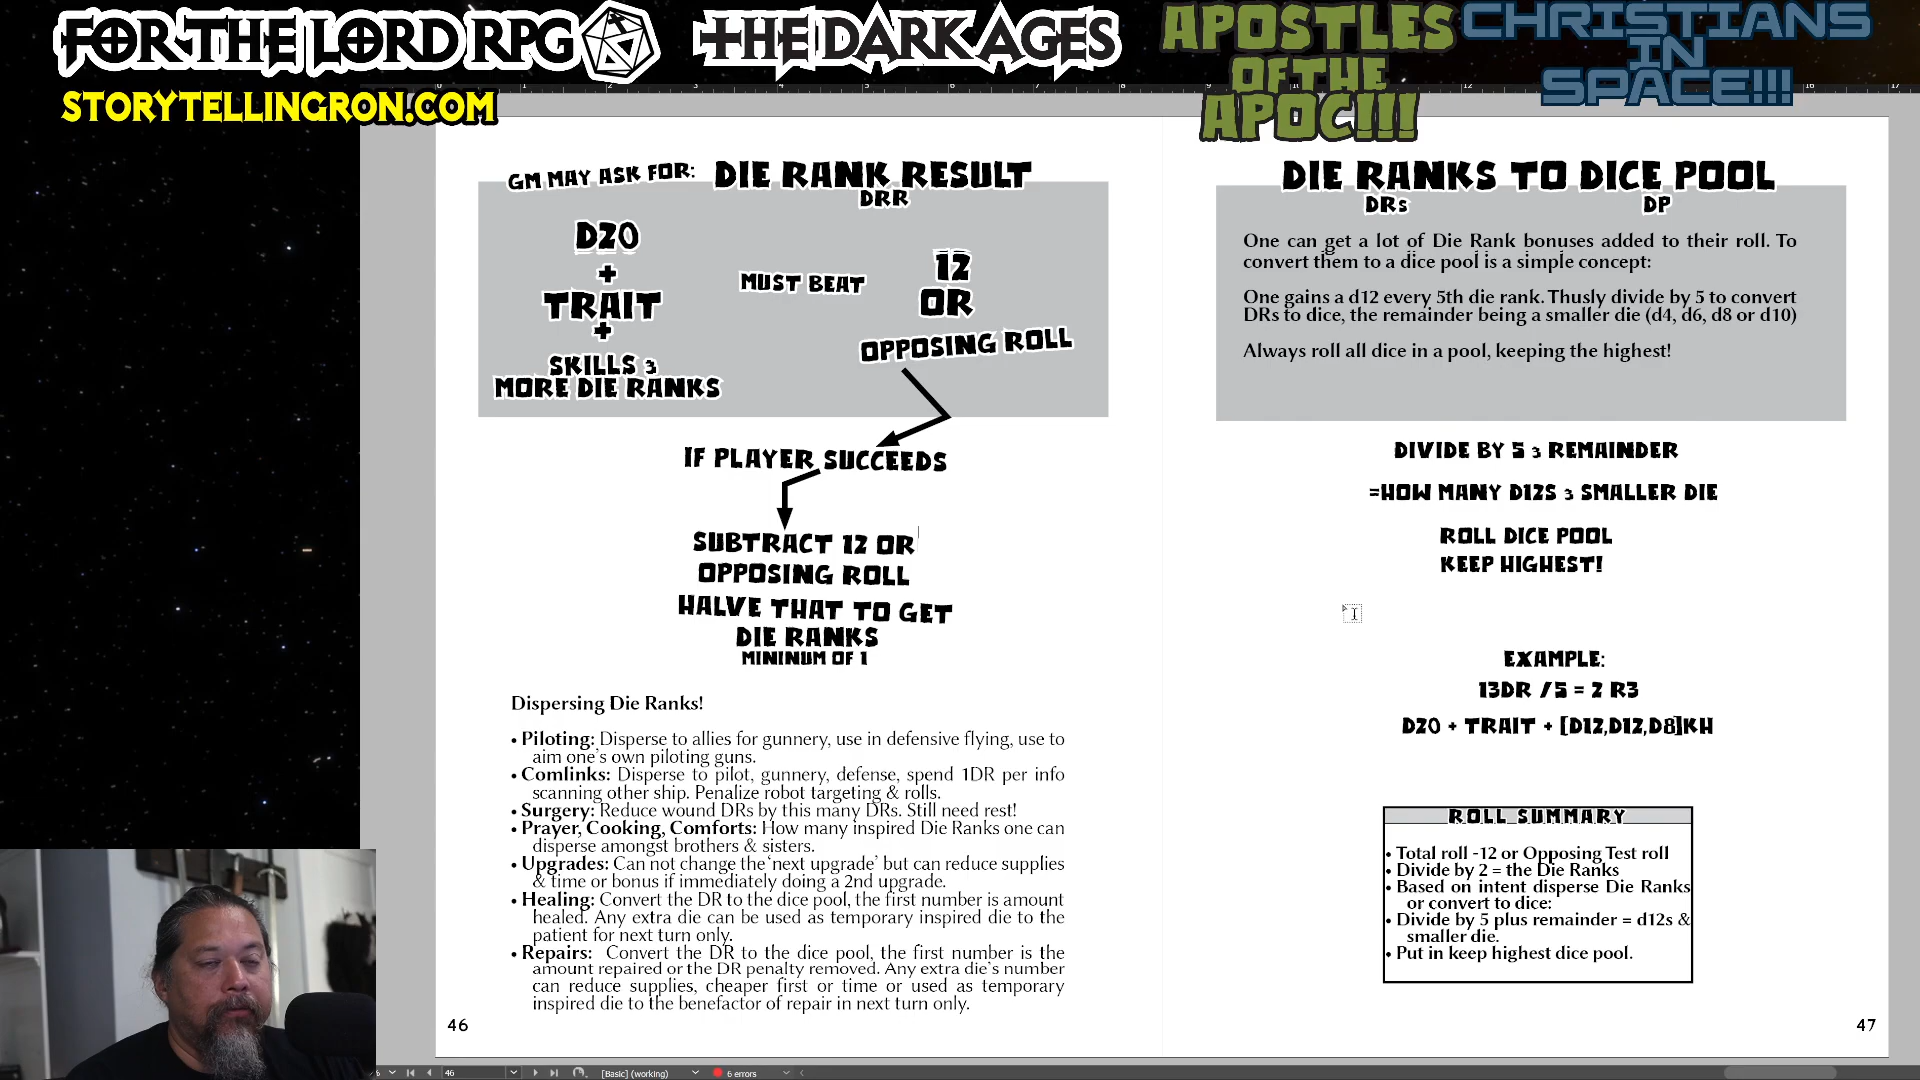 FOR THE LORD RPG
THE DARK AGES
APOSTLES
OF THE
APOC!!!
CHRISTIANS
IN
SPACE!!!
STORYTELLINGRON.COM
GM MAY ASK FOR: DIE RANK RESULT
DRR
D20
+
TRAIT
+
SKILLS &
MORE DIE RANKS
MUST BEAT
12
OR
OPPOSING ROLL
IF PLAYER SUCCEEDS
SUBTRACT 12 OR
OPPOSING ROLL
HALVE THAT TO GET
DIE RANKS
MININUM OF 1
Dispersing Die Ranks!
• Piloting: Disperse to allies for gunnery, use in defensive flying, use to
aim one's own piloting guns.
• Comlinks: Disperse to pilot, gunnery, defense, spend 1DR per info
scanning other ship. Penalize robot targeting & rolls.
• Surgery: Reduce wound DRs by this many DRs. Still need rest!
• Prayer, Cooking, Comforts: How many inspired Die Ranks one can
disperse amongst brothers & sisters.
• Upgrades: Can not change the 'next upgrade' but can reduce supplies
& time or bonus if immediately doing a 2nd upgrade.
• Healing: Convert the DR to the dice pool, the first number is amount
healed. Any extra die can be used as temporary inspired die to the
patient for next turn only.
• Repairs: Convert the DR to the dice pool, the first number is the
amount repaired or the DR penalty removed. Any extra die's number
can reduce supplies, cheaper first or time or used as temporary
inspired die to the benefactor of repair in next turn only.
46
DIE RANKS TO DICE POOL
DRs DP
One can get a lot of Die Rank bonuses added to their roll. To
convert them to a dice pool is a simple concept:
One gains a d12 every 5th die rank. Thusly divide by 5 to convert
DRs to dice, the remainder being a smaller die (d4, d6, d8 or d10)
Always roll all dice in a pool, keeping the highest!
DIVIDE BY 5 & REMAINDER
=HOW MANY D12S & SMALLER DIE
ROLL DICE POOL
KEEP HIGHEST!
EXAMPLE:
13DR /5 = 2 R3
D20 + TRAIT + [D12,D12,D8]KH
ROLL SUMMARY
• Total roll -12 or Opposing Test roll
• Divide by 2 = the Die Ranks
• Based on intent disperse Die Ranks
or convert to dice:
• Divide by 5 plus remainder = d12s &
smaller die.
• Put in keep highest dice pool.
47
46
[Basic] (working)
6 errors